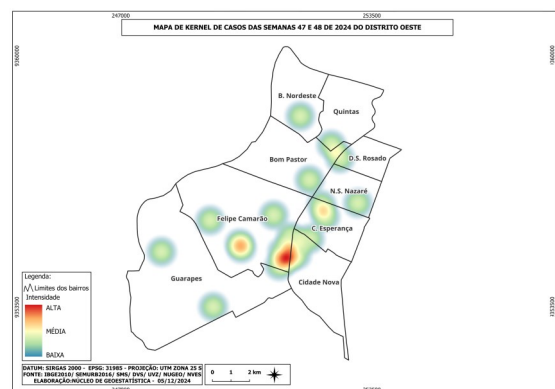 247000
253500
MAPA DE KERNEL DE CASOS DAS SEMANAS 47 E 48 DE 2024 DO DISTRITO OESTE
9360000
B. Nordeste
Quintas
Bom Pastor
D.S. Rosado
N.S. Nazaré
Felipe Camarão
C. Esperança
Guarapes
Cidade Nova
Legenda:
Limites dos bairros
Intensidade
ALTA
MÉDIA
BAIXA
9353500
9353500
DATUM: SIRGAS 2000 - EPSG: 31985 - PROJEÇÃO: UTM ZONA 25 S
FONTE: IBGE2010/ SEMURB2016/ SMS/ DVS/ UVZ/ NUGEO/ NVES
ELABORAÇÃO:NÚCLEO DE GEOESTATÍSTICA - 05/12/2024
0 1 2 km